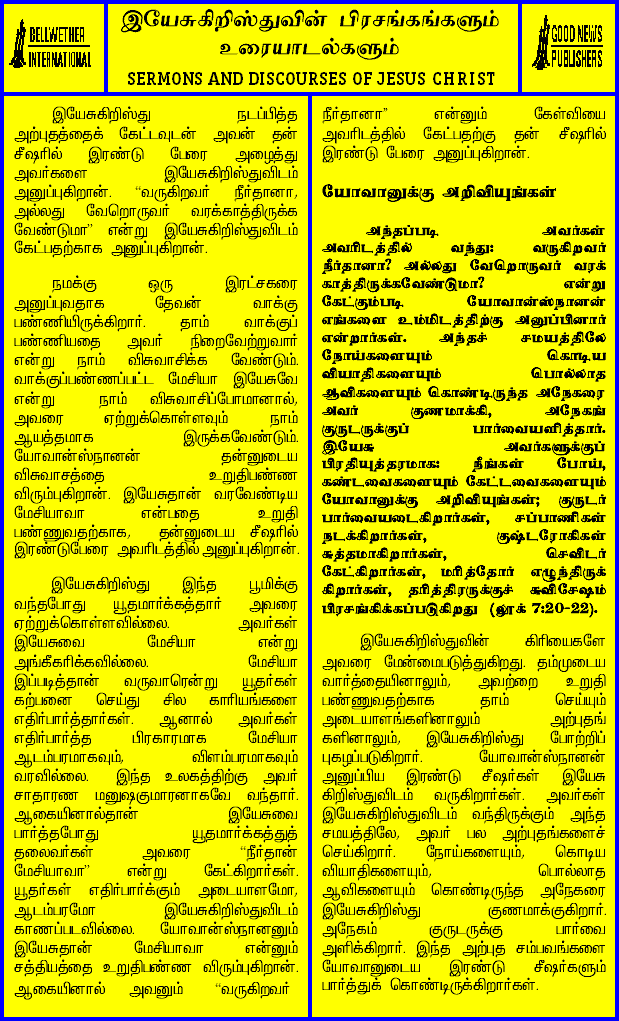 BELLWETHER
INTERNATIONAL
இயேசுகிறிஸ்துவின் பிரசங்கங்களும்
உரையாடல்களும்
SERMONS AND DISCOURSES OF JESUS CHRIST
GOOD NEWS
PUBLISHERS
இயேசுகிறிஸ்து நடப்பித்த
அற்புதத்தைக் கேட்டவுடன் அவன் தன்
சீஷரில் இரண்டு பேரை அழைத்து
அவர்களை இயேசுகிறிஸ்துவிடம்
அனுப்புகிறான். “வருகிறவர் நீர்தானா,
அல்லது வேறொருவர் வரக்காத்திருக்க
வேண்டுமா” என்று இயேசுகிறிஸ்துவிடம்
கேட்பதற்காக அனுப்புகிறான்.
நமக்கு ஒரு இரட்சகரை
அனுப்புவதாக தேவன் வாக்கு
பண்ணியிருக்கிறார். தாம் வாக்குப்
பண்ணியதை அவர் நிறைவேற்றுவார்
என்று நாம் விசுவாசிக்க வேண்டும்.
வாக்குப்பண்ணப்பட்ட மேசியா இயேசுவே
என்று நாம் விசுவாசிப்போமானால்,
அவரை ஏற்றுக்கொள்ளவும் நாம்
ஆயத்தமாக இருக்கவேண்டும்.
யோவான்ஸ்நானன் தன்னுடைய
விசுவாசத்தை உறுதிபண்ண
விரும்புகிறான். இயேசுதான் வரவேண்டிய
மேசியாவா என்பதை உறுதி
பண்ணுவதற்காக, தன்னுடைய சீஷரில்
இரண்டுபேரை அவரிடத்தில் அனுப்புகிறான்.
இயேசுகிறிஸ்து இந்த பூமிக்கு
வந்தபோது யூதமார்க்கத்தார் அவரை
ஏற்றுக்கொள்ளவில்லை. அவர்கள்
இயேசுவை மேசியா என்று
அங்கீகரிக்கவில்லை. மேசியா
இப்படித்தான் வருவாரென்று யூதர்கள்
கற்பனை செய்து சில காரியங்களை
எதிர்பார்த்தார்கள். ஆனால் அவர்கள்
எதிர்பார்த்த பிரகாரமாக மேசியா
ஆடம்பரமாகவும், விளம்பரமாகவும்
வரவில்லை. இந்த உலகத்திற்கு அவர்
சாதாரண மனுஷகுமாரனாகவே வந்தார்.
ஆகையினால்தான் இயேசுவை
பார்த்தபோது யூதமார்க்கத்துத்
தலைவர்கள் அவரை “நீர்தான்
மேசியாவா” என்று கேட்கிறார்கள்.
யூதர்கள் எதிர்பார்க்கும் அடையாளமோ,
ஆடம்பரமோ இயேசுகிறிஸ்துவிடம்
காணப்படவில்லை. யோவான்ஸ்நானனும்
இயேசுதான் மேசியாவா என்னும்
சத்தியத்தை உறுதிபண்ண விரும்புகிறான்.
ஆகையினால் அவனும் “வருகிறவர்
நீர்தானா” என்னும் கேள்வியை
அவரிடத்தில் கேட்பதற்கு தன் சீஷரில்
இரண்டு பேரை அனுப்புகிறான்.
யோவானுக்கு அறிவியுங்கள்
அந்தப்படி, அவர்கள்
அவரிடத்தில் வந்து: வருகிறவர்
நீர்தானா? அல்லது வேறொருவர் வரக்
காத்திருக்கவேண்டுமா? என்று
கேட்கும்படி, யோவான்ஸ்நானன்
எங்களை உம்மிடத்திற்கு அனுப்பினார்
என்றார்கள். அந்தச் சமயத்திலே
நோய்களையும் கொடிய
வியாதிகளையும் பொல்லாத
ஆவிகளையும் கொண்டிருந்த அநேகரை
அவர் குணமாக்கி, அநேகங்
குருடருக்குப் பார்வையளித்தார்.
இயேசு அவர்களுக்குப்
பிரதியுத்தரமாக: நீங்கள் போய்,
கண்டவைகளையும் கேட்டவைகளையும்
யோவானுக்கு அறிவியுங்கள்; குருடர்
பார்வையடைகிறார்கள், சப்பாணிகள்
நடக்கிறார்கள், குஷ்டரோகிகள்
சுத்தமாகிறார்கள், செவிடர்
கேட்கிறார்கள், மரித்தோர் எழுந்திருக்
கிறார்கள், தரித்திரருக்குச் சுவிசேஷம்
பிரசங்கிக்கப்படுகிறது (லூக் 7:20-22).
இயேசுகிறிஸ்துவின் கிரியைகளே
அவரை மேன்மைபடுத்துகிறது. தம்முடைய
வார்த்தையினாலும், அவற்றை உறுதி
பண்ணுவதற்காக தாம் செய்யும்
அடையாளங்களினாலும் அற்புதங்
களினாலும், இயேசுகிறிஸ்து போற்றிப்
புகழப்படுகிறார். யோவான்ஸ்நானன்
அனுப்பிய இரண்டு சீஷர்கள் இயேசு
கிறிஸ்துவிடம் வருகிறார்கள். அவர்கள்
இயேசுகிறிஸ்துவிடம் வந்திருக்கும் அந்த
சமயத்திலே, அவர் பல அற்புதங்களைச்
செய்கிறார். நோய்களையும், கொடிய
வியாதிகளையும், பொல்லாத
ஆவிகளையும் கொண்டிருந்த அநேகரை
இயேசுகிறிஸ்து குணமாக்குகிறார்.
அநேகம் குருடருக்கு பார்வை
அளிக்கிறார். இந்த அற்புத சம்பவங்களை
யோவானுடைய இரண்டு சீஷர்களும்
பார்த்துக் கொண்டிருக்கிறார்கள்.